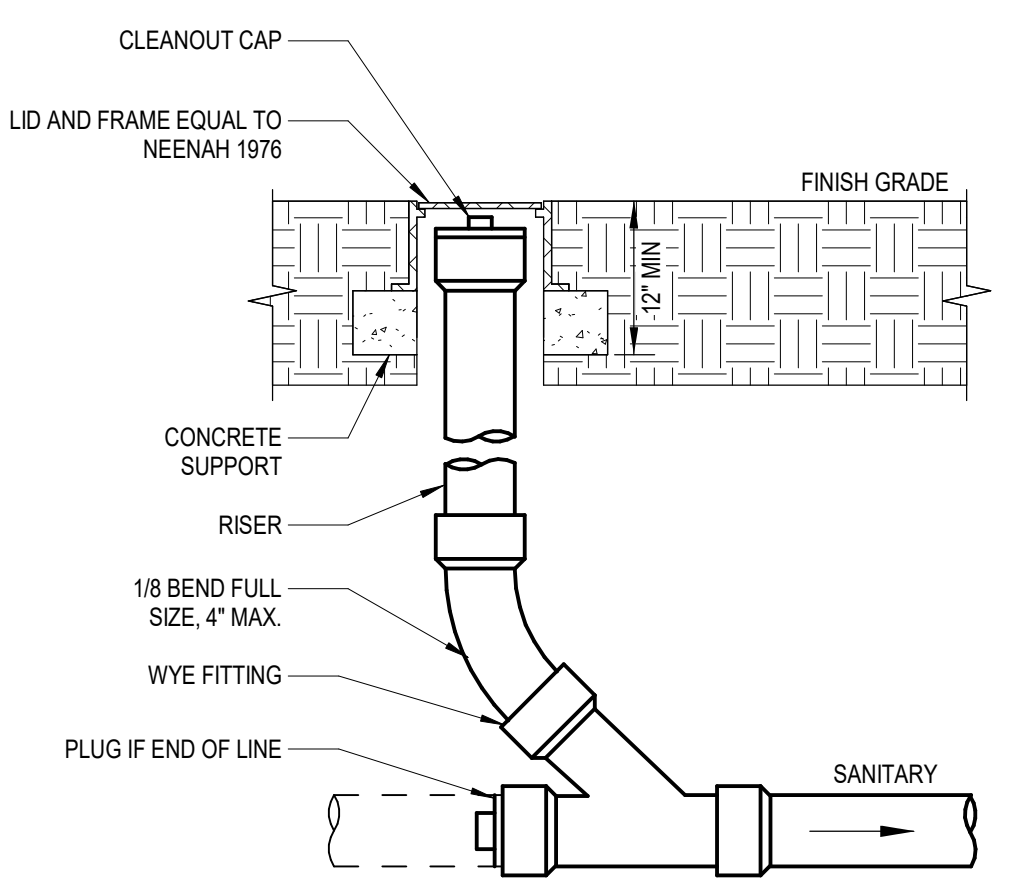 CLEANOUT CAP
LID AND FRAME EQUAL TO
NEENAH 1976
FINISH GRADE
12" MIN
CONCRETE
SUPPORT
RISER
1/8 BEND FULL
SIZE, 4" MAX.
WYE FITTING
PLUG IF END OF LINE
SANITARY